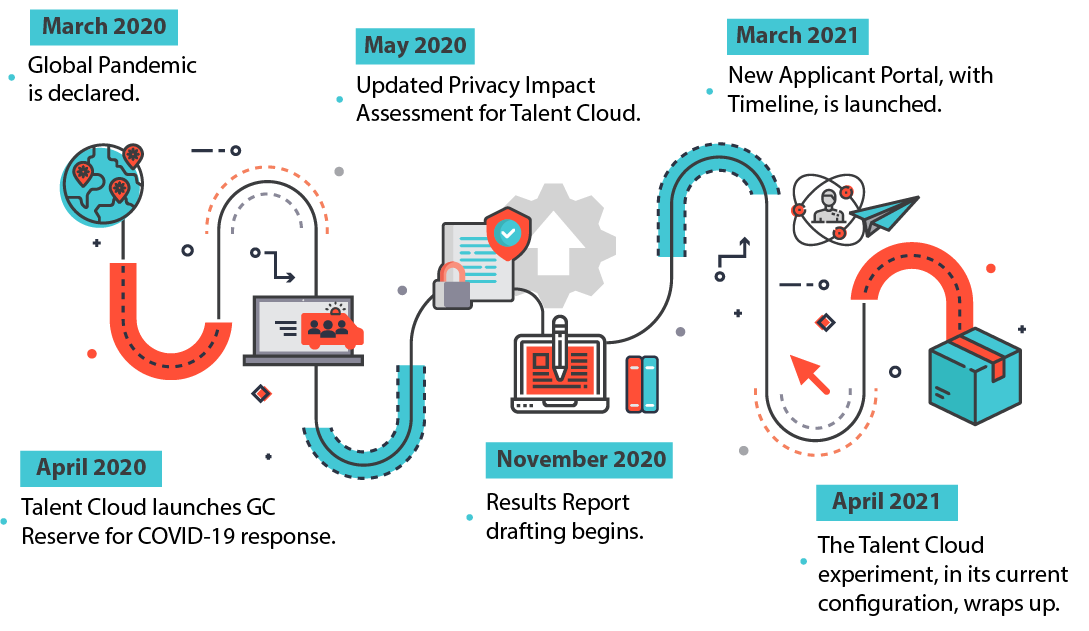 March 2020
Global Pandemic
is declared.
April 2020
Talent Cloud launches GC
Reserve for COVID-19 response.
May 2020
Updated Privacy Impact
Assessment for Talent Cloud.
November 2020
Results Report
drafting begins.
March 2021
New Applicant Portal, with
Timeline, is launched.
April 2021
The Talent Cloud
experiment, in its current
configuration, wraps up.